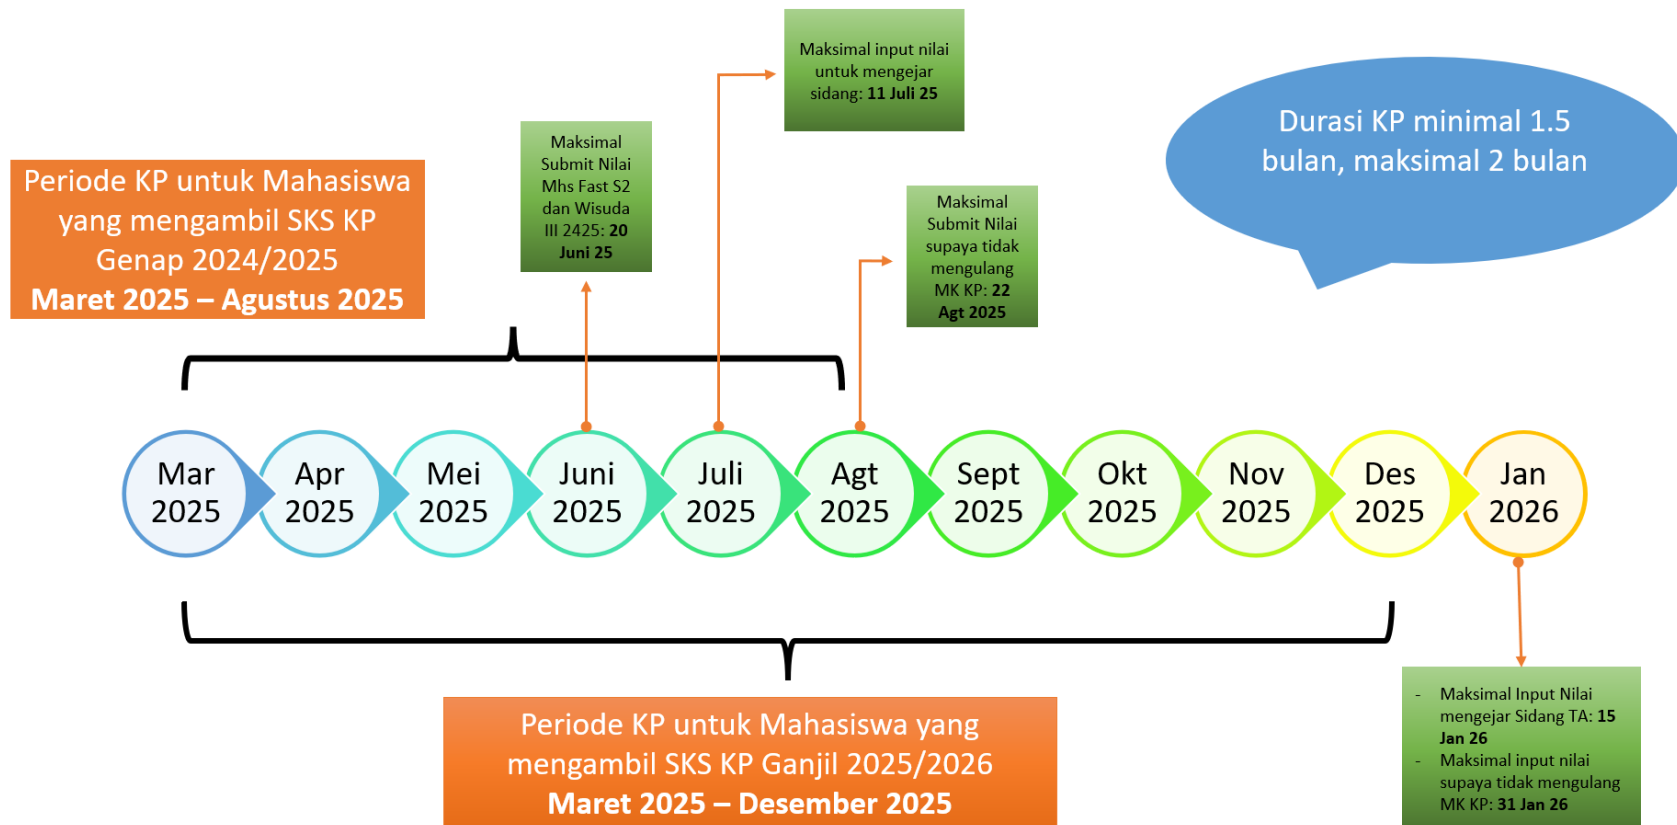 Maksimal input nilai
untuk mengejar
sidang: 11 Juli 25
Durasi KP minimal 1.5
bulan, maksimal 2 bulan
Maksimal
Submit Nilai
Mhs Fast S2
dan Wisuda
III 2425: 20
Juni 25
Periode KP untuk Mahasiswa
yang mengambil SKS KP
Genap 2024/2025
Maret 2025 – Agustus 2025
Maksimal
Submit Nilai
supaya tidak
mengulang
MK KP: 22
Agt 2025
Mar
2025
Apr
2025
Mei
2025
Juni
2025
Juli
2025
Agt
2025
Sept
2025
Okt
2025
Nov
2025
Des
2025
Jan
2026
Periode KP untuk Mahasiswa yang
mengambil SKS KP Ganjil 2025/2026
Maret 2025 – Desember 2025
- Maksimal Input Nilai
mengejar Sidang TA: 15
Jan 26
- Maksimal input nilai
supaya tidak mengulang
MK KP: 31 Jan 26